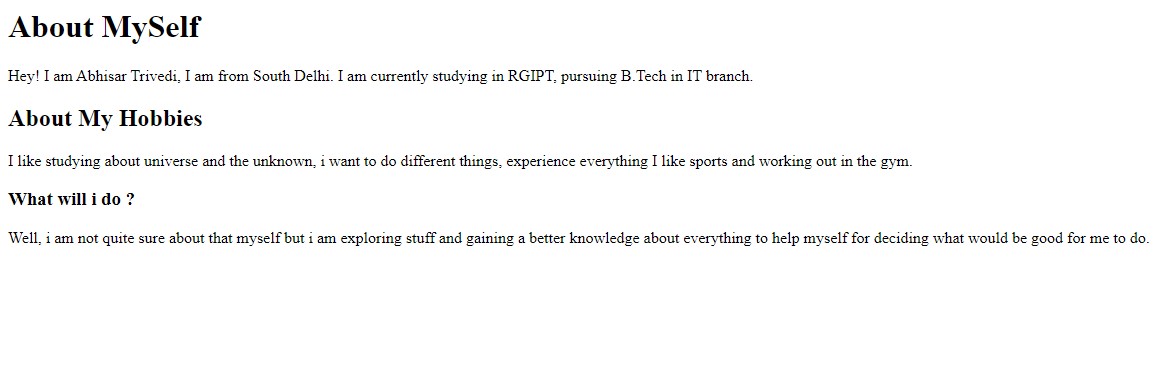 About MySelf
Hey! I am Abhisar Trivedi, I am from South Delhi. I am currently studying in RGIPT, pursuing B.Tech in IT branch.
About My Hobbies
I like studying about universe and the unknown, i want to do different things, experience everything I like sports and working out in the gym.
What will i do ?
Well, i am not quite sure about that myself but i am exploring stuff and gaining a better knowledge about everything to help myself for deciding what would be good for me to do.